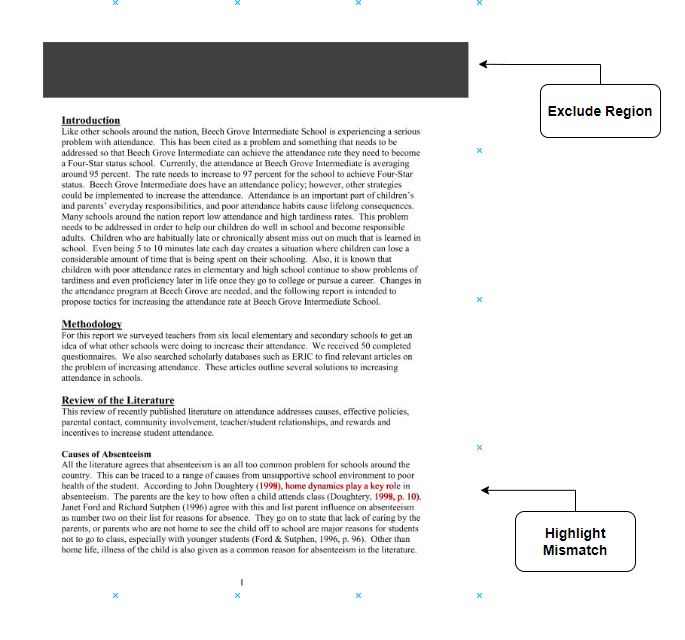 Exclude Region
Introduction
Like other schools around the nation, Beech Grove Intermediate School is experiencing a serious
problem with attendance.  This has been cited as a problem and something that needs to be
addressed so that Beech Grove Intermediate can achieve the attendance rate they need to become
a Four-Star status school.  Currently, the attendance at Beech Grove Intermediate is averaging
around 95 percent.  The rate needs to increase to 97 percent for the school to achieve Four-Star
status.  Beech Grove Intermediate does have an attendance policy; however, other strategies
could be implemented to increase the attendance.  Attendance is an important part of children's
and parents' everyday responsibilities, and poor attendance habits cause lifelong consequences.
Many schools around the nation report low attendance and high tardiness rates.  This problem
needs to be addressed in order to help our children do well in school and become responsible
adults.  Children who are habitually late or chronically absent miss out on much that is learned in
school.  Even being 5 to 10 minutes late each day creates a situation where children can lose a
considerable amount of time that is being spent on their schooling.  Also, it is known that
children with poor attendance rates in elementary and high school continue to show problems of
tardiness and even proficiency later in life once they go to college or pursue a career.  Changes in
the attendance program at Beech Grove are needed, and the following report is intended to
propose tactics for increasing the attendance rate at Beech Grove Intermediate School.
Methodology
For this report we surveyed teachers from six local elementary and secondary schools to get an
idea of what other schools were doing to increase their attendance.  We received 50 completed
questionnaires.  We also searched scholarly databases such as ERIC to find relevant articles on
the problem of increasing attendance.  These articles outline several solutions to increasing
attendance in schools.
Review of the Literature
This review of recently published literature on attendance addresses causes, effective policies,
parental contact, community involvement, teacher/student relationships, and rewards and
incentives to increase student attendance.
Causes of Absenteeism
All the literature agrees that absenteeism is an all too common problem for schools around the
country.  This can be traced to a range of causes from unsupportive school environment to poor
health of the student.  According to John Doughtery (1998), home dynamics play a key role in
absenteeism.  The parents are the key to how often a child attends class (Doughtery, 1998, p. 10).
Janet Ford and Richard Sutphen (1996) agree with this and list parent influence on absenteeism
as number two on their list for reasons for absence.  They go on to state that lack of caring by the
parents, or parents who are not home to see the child off to school are major reasons for students
not to go to class, especially with younger students (Ford & Sutphen, 1996, p. 96).  Other than
home life, illness of the child is also given as a common reason for absenteeism in the literature.
Highlight
Mismatch
1